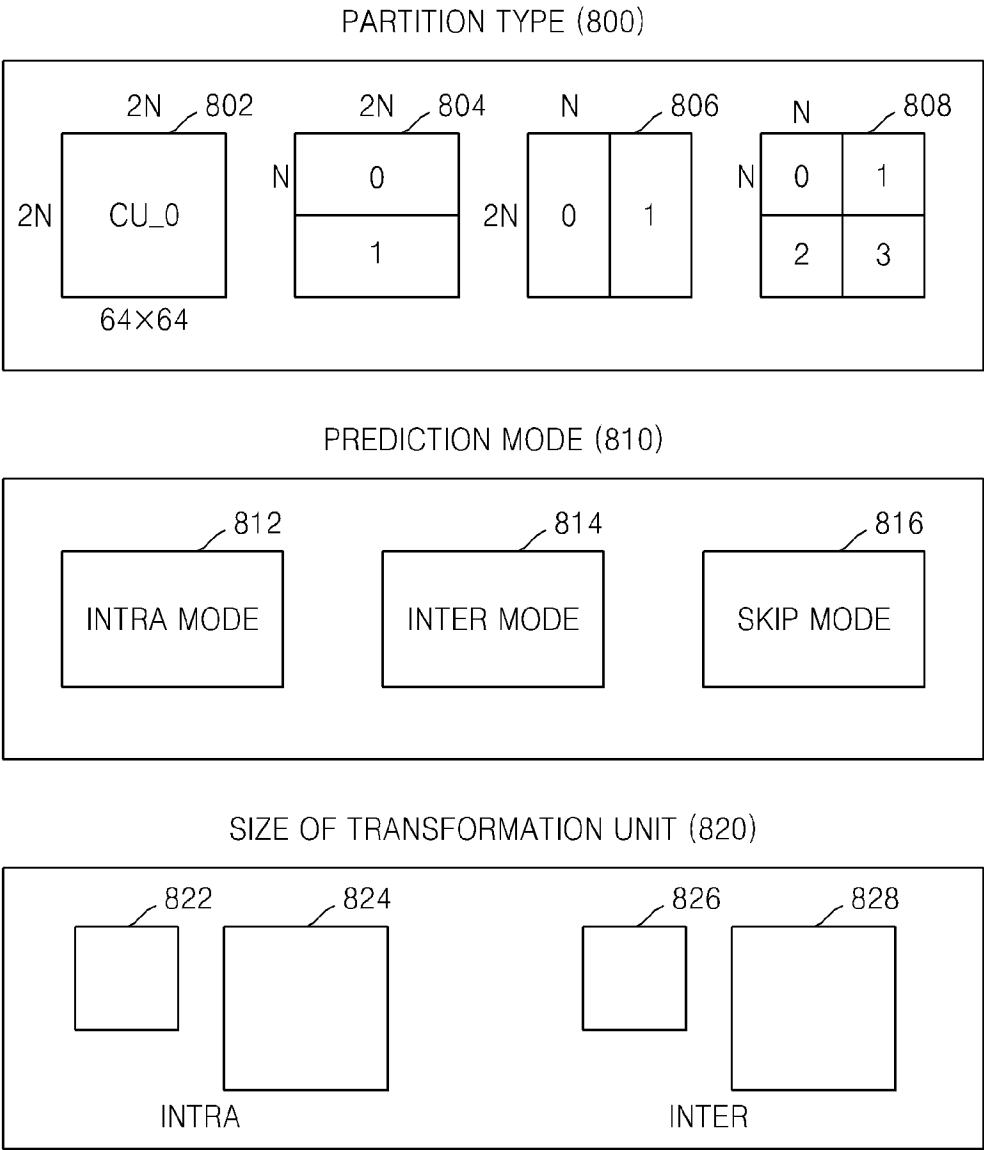 PARTITION TYPE (800)
2N 802 2N 804 N 806 N 808
2N CU_0 N 0 2N 0 1 N 0 1
1 2 3
64×64
PREDICTION MODE (810)
812 814 816
INTRA MODE INTER MODE SKIP MODE
SIZE OF TRANSFORMATION UNIT (820)
822 824 826 828
INTRA INTER